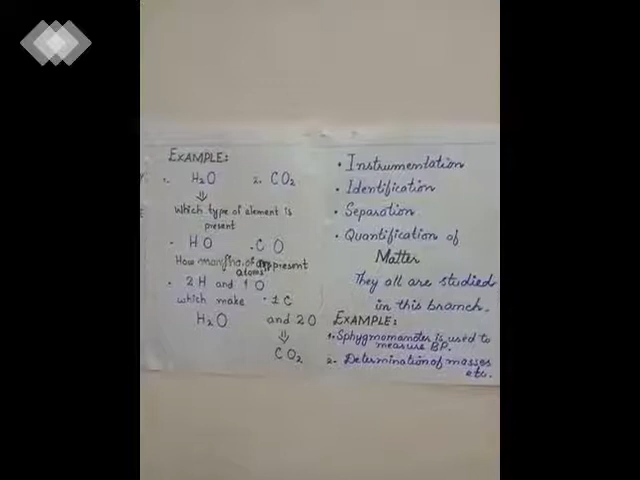 EXAMPLE:
1. H₂O 2. CO₂
⇓
Which type of element is
present
• H O • C O
How many no. of atoms present
• 2 H and 1 O
which make • 1 C
H₂O and 2 O
⇓
CO₂
• Instrumentation
• Identification
• Separation
• Quantification of
Matter
They all are studied
in this branch.
EXAMPLE:
1. Sphygmomamoter is used to
measure BP.
2. Determination of masses
etc.